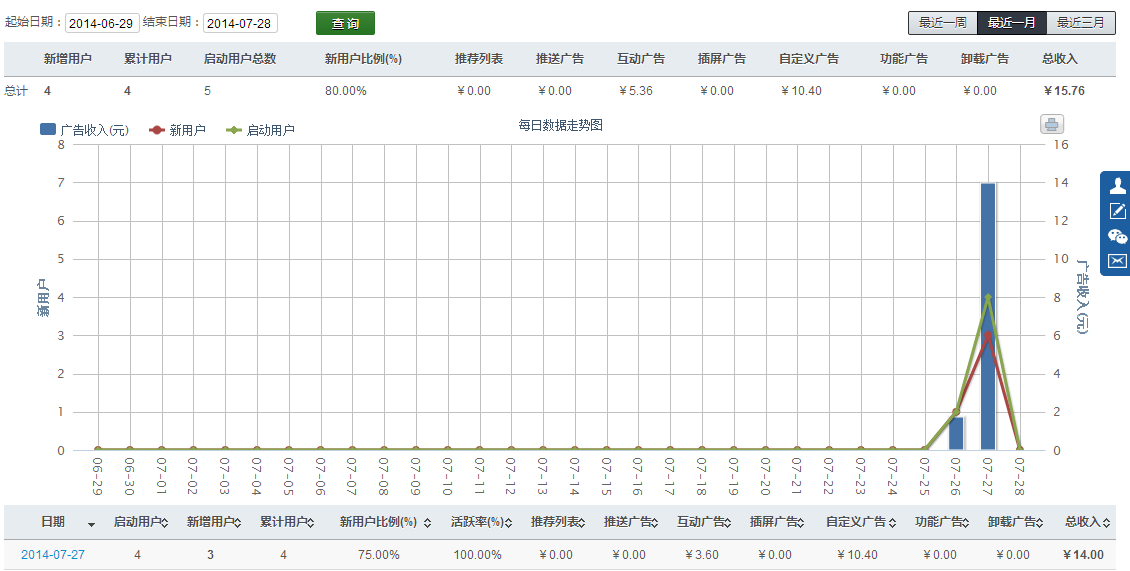 起始日期： 2014-06-29 结束日期： 2014-07-28 查 询 最近一周 最近一月 最近三月
新增用户 累计用户 启动用户总数 新用户比例(%) 推荐列表 推送广告 互动广告 插屏广告 自定义广告 功能广告 卸载广告 总收入
总计 4 4 5 80.00% ￥0.00 ￥0.00 ￥5.36 ￥0.00 ￥10.40 ￥0.00 ￥0.00 ￥15.76
广告收入(元) 新用户 启动用户 每日数据走势图
8 16
7 14
6 12
5 10
4 8
3 6
2 4
1 2
0 0
新用户
广告收入(元)
06-29 06-30 07-01 07-02 07-03 07-04 07-05 07-06 07-07 07-08 07-09 07-10 07-11 07-12 07-13 07-14 07-15 07-16 07-17 07-18 07-19 07-20 07-21 07-22 07-23 07-24 07-25 07-26 07-27 07-28
日期 启动用户 新增用户 累计用户 新用户比例(%) 活跃率(%) 推荐列表 推送广告 互动广告 插屏广告 自定义广告 功能广告 卸载广告 总收入
2014-07-27 4 3 4 75.00% 100.00% ￥0.00 ￥0.00 ￥3.60 ￥0.00 ￥10.40 ￥0.00 ￥0.00 ￥14.00